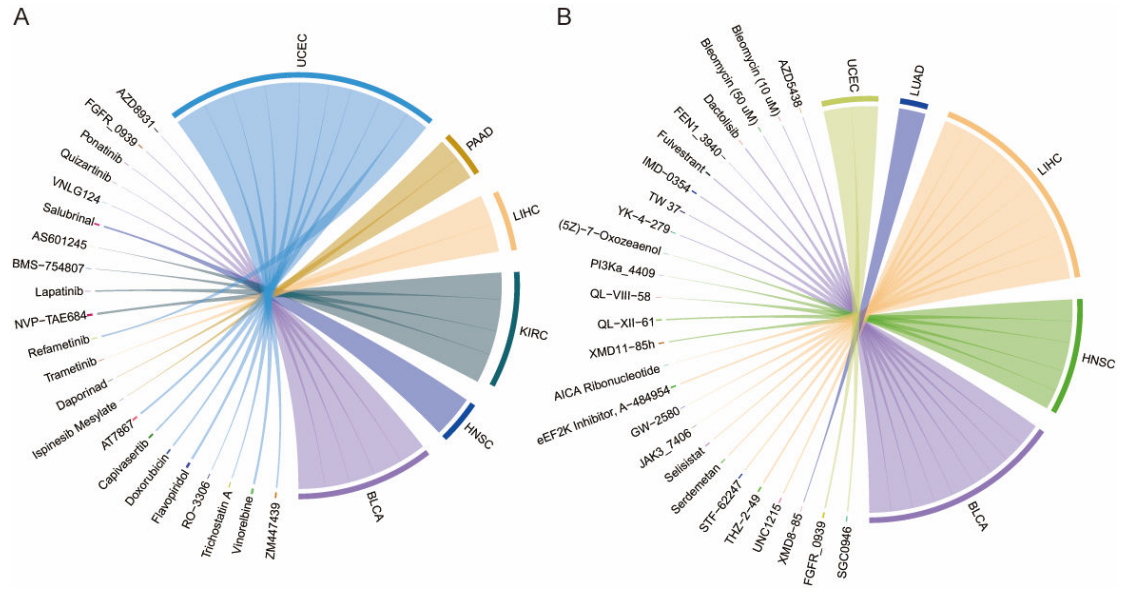 A
UCEC
PAAD
LIHC
KIRC
HNSC
BLCA
AZD8931
FGFR_0939
Ponatinib
Quizartinib
VNLG124
Salubrinal
AS601245
BMS−754807
Lapatinib
NVP−TAE684
Refametinib
Trametinib
Daporinad
Ispinesib Mesylate
AT7867
Capivasertib
Doxorubicin
Flavopiridol
RO−3306
Trichostatin A
Vinorelbine
ZM447439
B
UCEC
LUAD
LIHC
HNSC
BLCA
AZD5438
Bleomycin (10 uM)
Bleomycin (50 uM)
Dactolisib
FEN1_3940
Fulvestrant
IMD−0354
TW 37
YK−4−279
(5Z)−7−Oxozeaenol
PI3Ka_4409
QL−VIII−58
QL−XII−61
XMD11−85h
AICA Ribonucleotide
eEF2K Inhibitor, A−484954
GW−2580
JAK3_7406
Selisistat
Serdemetan
STF−62247
THZ−2−49
UNC1215
XMD8−85
FGFR_0939
SGC0946